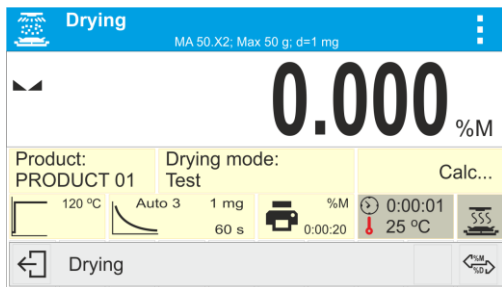 Drying
MA 50.X2; Max 50 g; d=1 mg
0.000 %M
Product: Drying mode:
PRODUCT 01 Test Calc...
120 ºC Auto 3 1 mg %M 0:00:01
60 s 0:00:20 25 ºC
Drying %M
%D